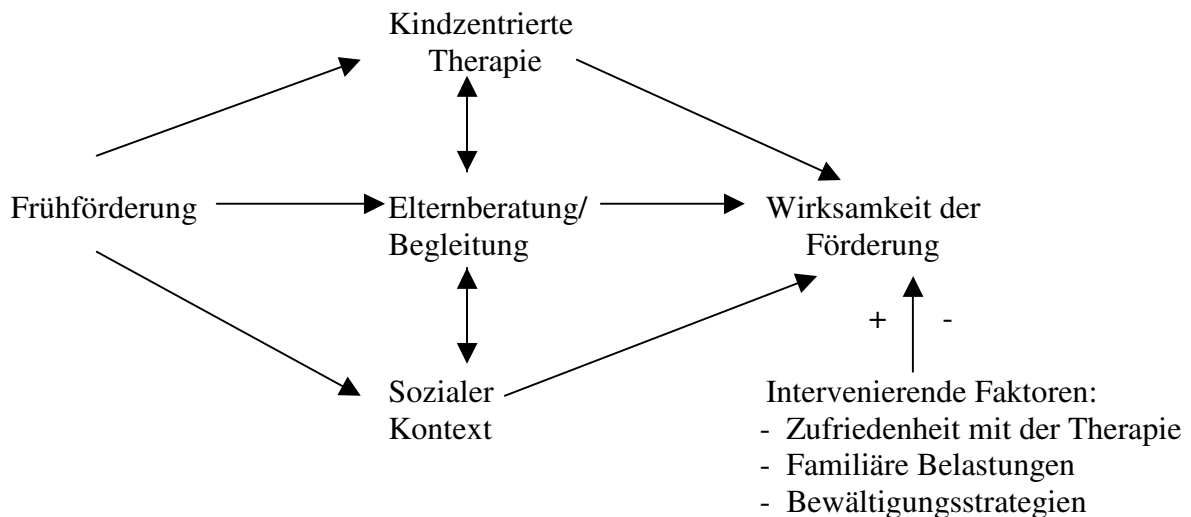 Kindzentrierte
Therapie
Frühförderung
Elternberatung/
Begleitung
Wirksamkeit der
Förderung
+ -
Sozialer
Kontext
Intervenierende Faktoren:
- Zufriedenheit mit der Therapie
- Familiäre Belastungen
- Bewältigungsstrategien